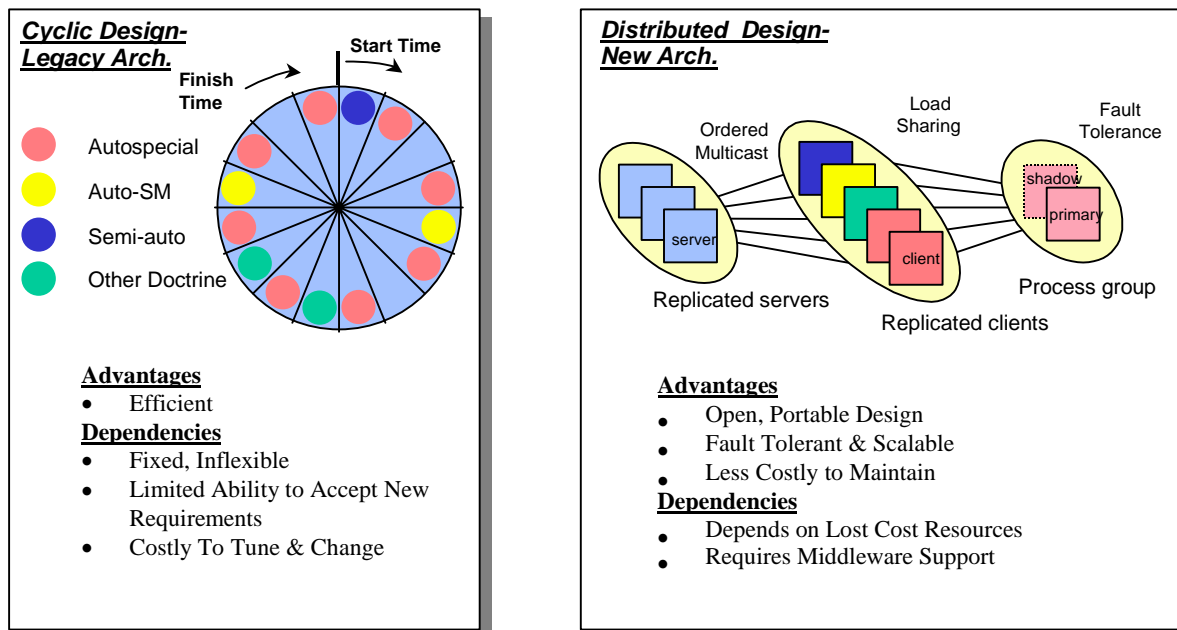 Cyclic Design-
Legacy Arch.
Start Time
Finish
Time
Autospecial
Auto-SM
Semi-auto
Other Doctrine
Advantages
• Efficient
Dependencies
• Fixed, Inflexible
• Limited Ability to Accept New
Requirements
• Costly To Tune & Change
Distributed Design-
New Arch.
Ordered
Multicast
Load
Sharing
Fault
Tolerance
server
client
shadow
primary
Replicated servers
Replicated clients
Process group
Advantages
• Open, Portable Design
• Fault Tolerant & Scalable
• Less Costly to Maintain
Dependencies
• Depends on Lost Cost Resources
• Requires Middleware Support